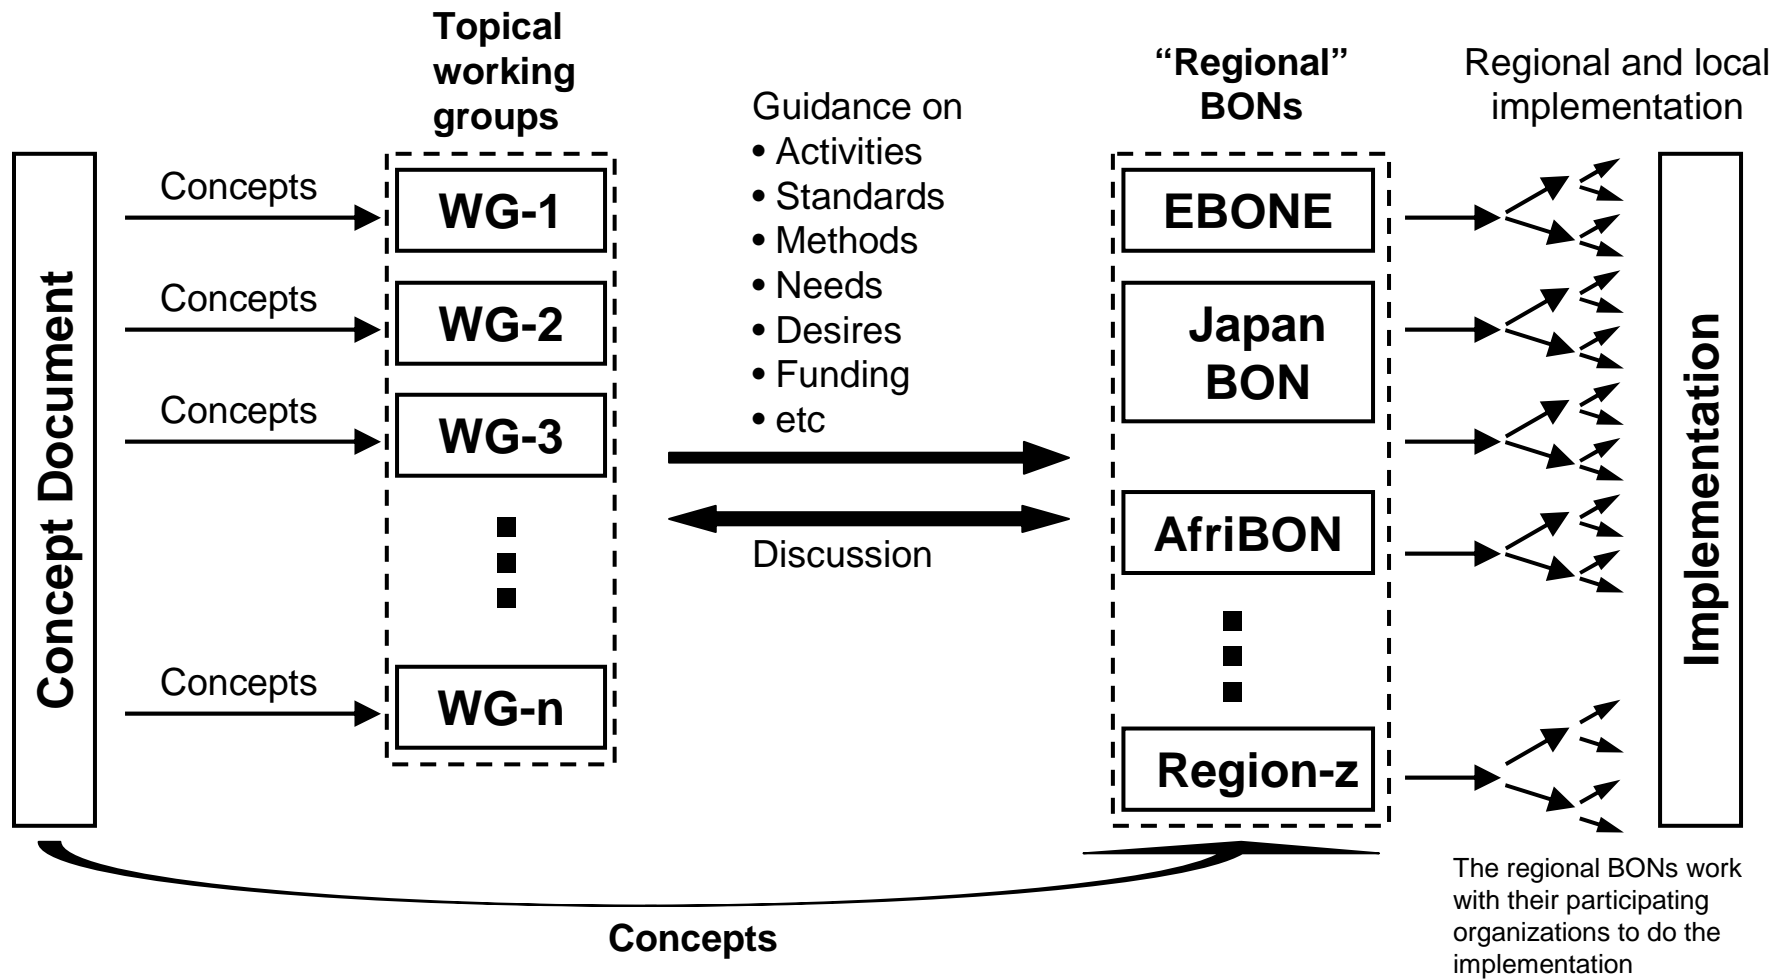 Topical
working
groups
Guidance on
• Activities
• Standards
• Methods
• Needs
• Desires
• Funding
• etc
“Regional”
BONs
Regional and local
implementation
Concept Document
Concepts
WG-1
Concepts
WG-2
Concepts
WG-3
Concepts
WG-n
Discussion
EBONE
Japan
BON
AfriBON
Region-z
Implementation
Concepts
The regional BONs work
with their participating
organizations to do the
implementation